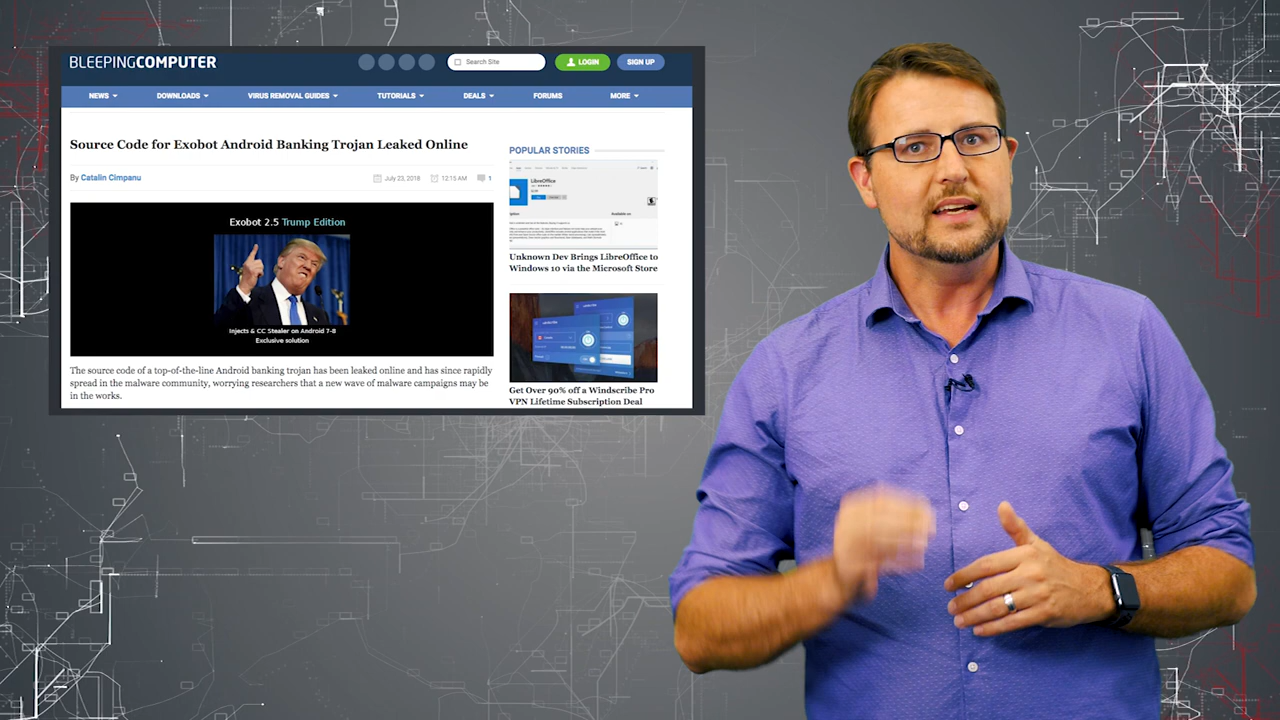 BLEEPINGCOMPUTER
Search Site
LOGIN
SIGN UP
NEWS
DOWNLOADS
VIRUS REMOVAL GUIDES
TUTORIALS
DEALS
FORUMS
MORE
Source Code for Exobot Android Banking Trojan Leaked Online
By Catalin Cimpanu
July 23, 2018
12:15 AM
1
Exobot 2.5 Trump Edition
Injects & CC Stealer on Android 7-8
Exclusive solution
The source code of a top-of-the-line Android banking trojan has been leaked online and has since rapidly
spread in the malware community, worrying researchers that a new wave of malware campaigns may be
in the works.
POPULAR STORIES
LibreOffice
Available on
Unknown Dev Brings LibreOffice to
Windows 10 via the Microsoft Store
Get Over 90% off a Windscribe Pro
VPN Lifetime Subscription Deal